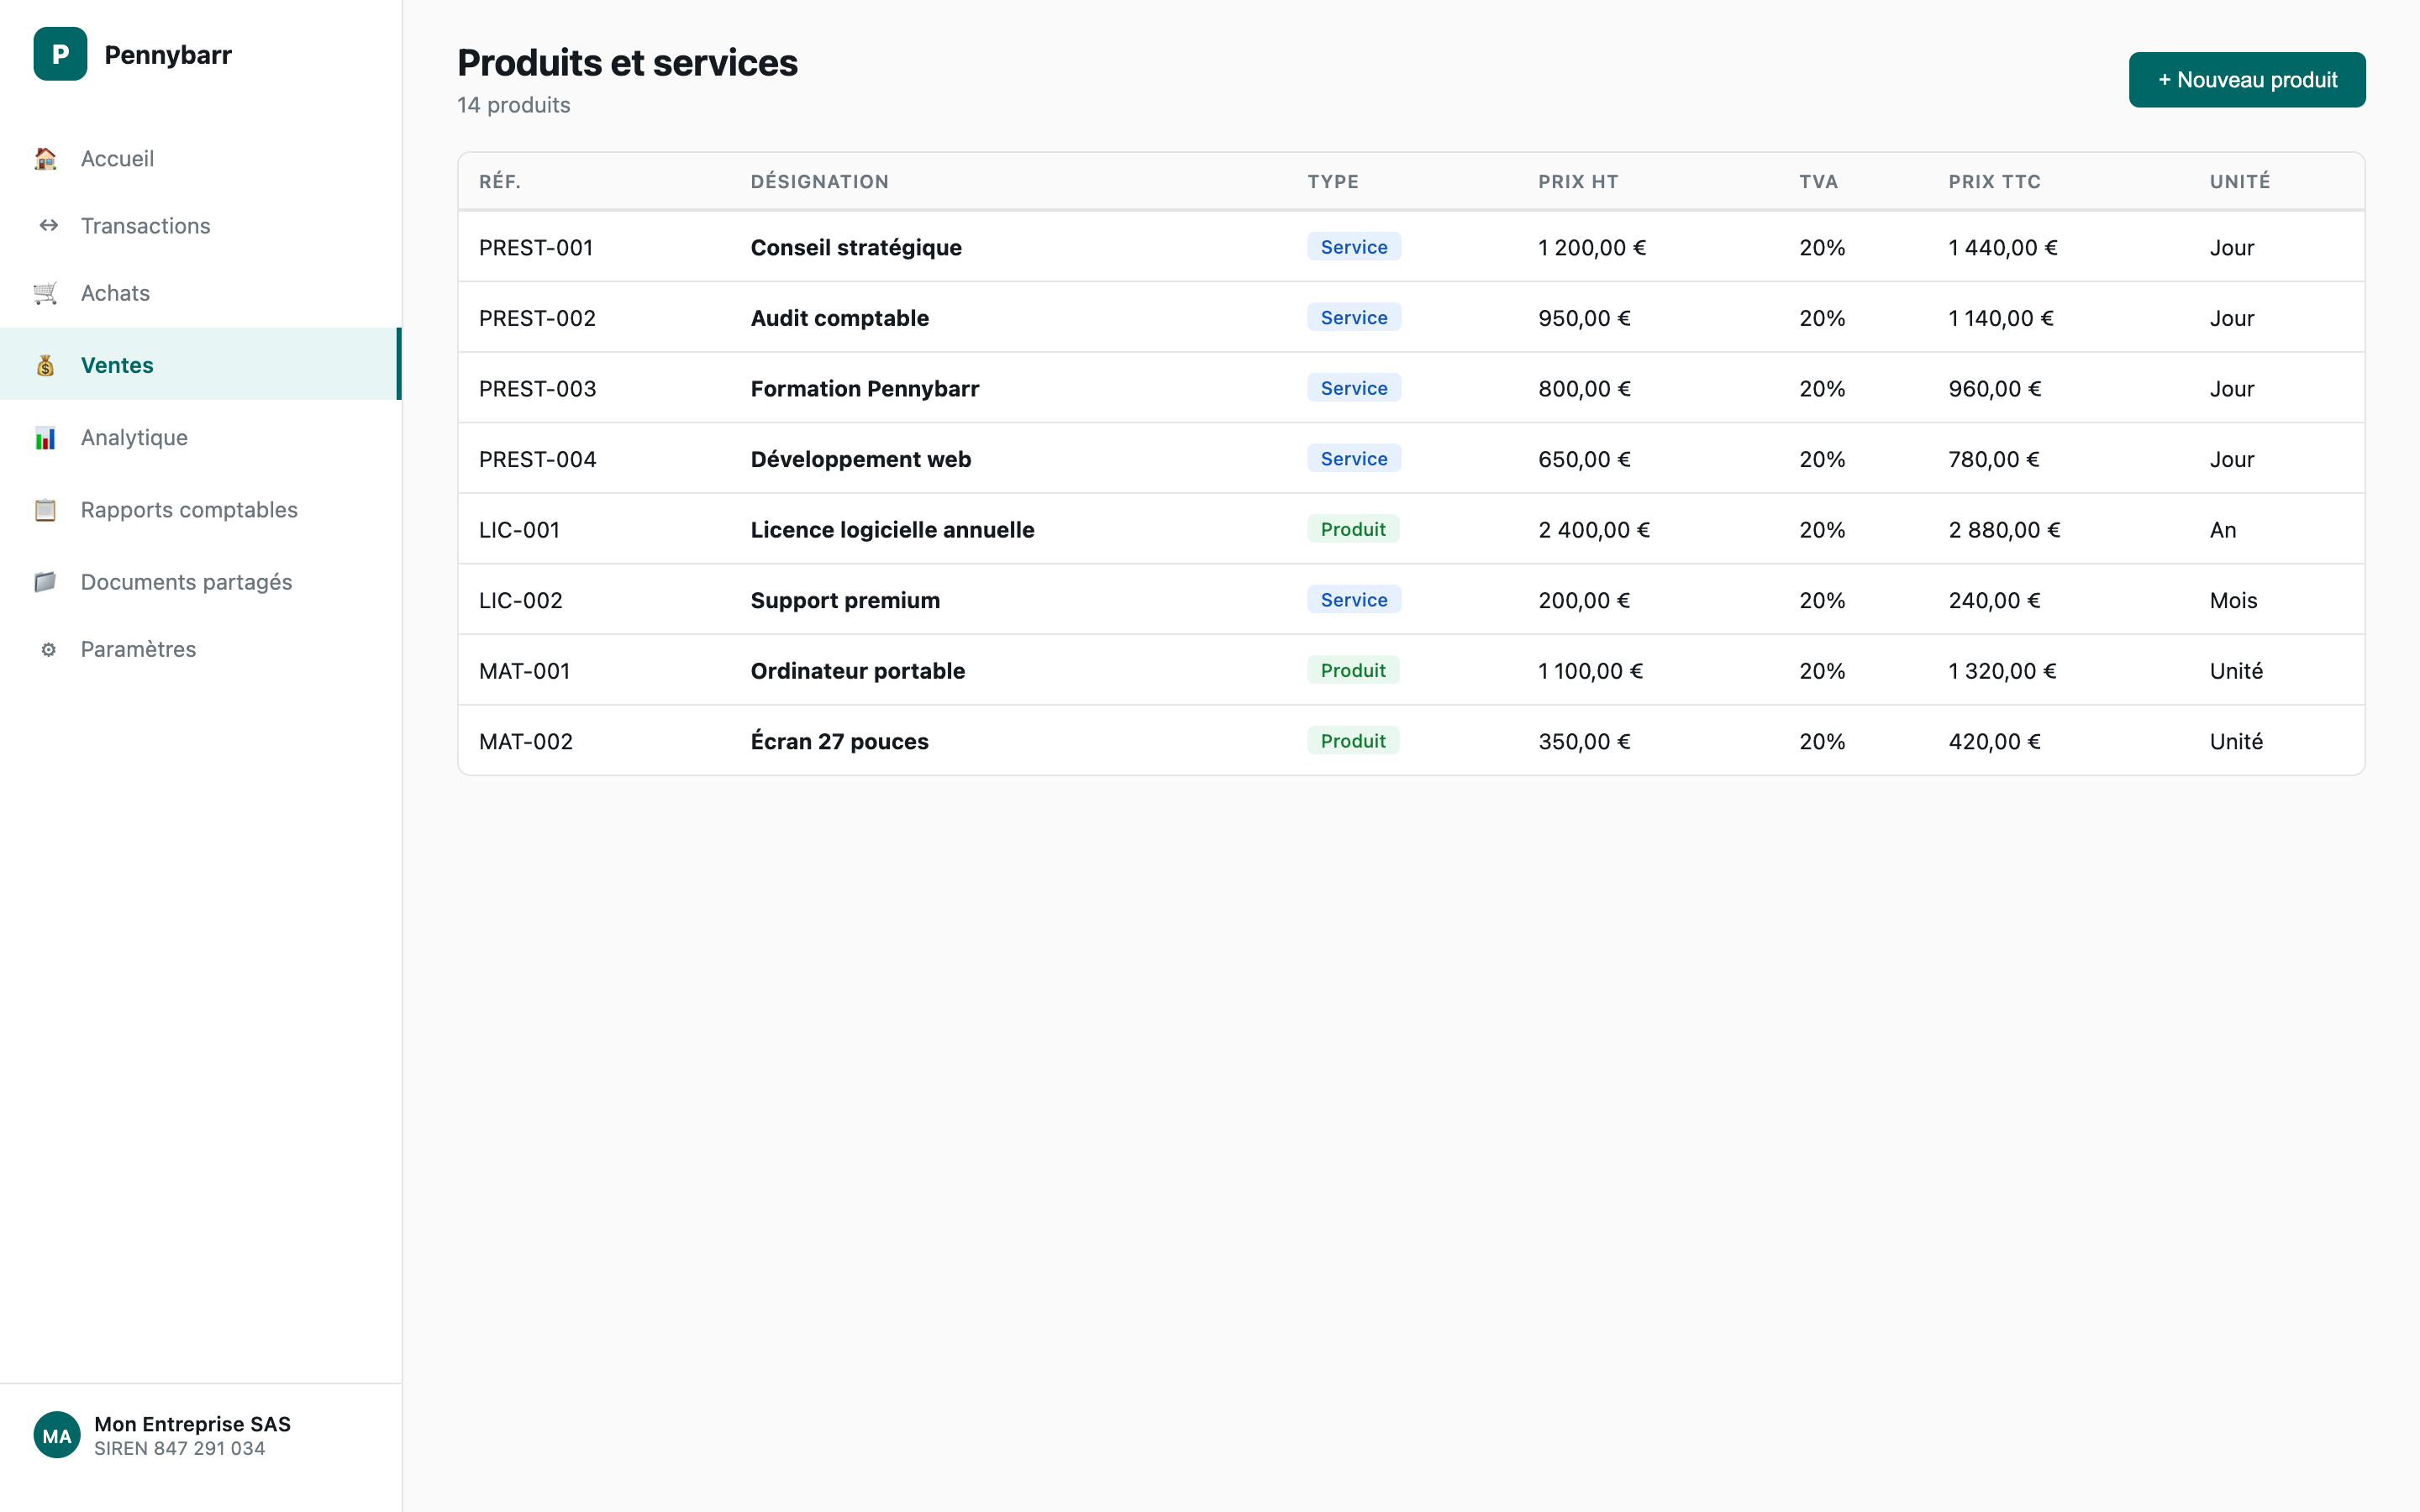 P Pennybarr
Accueil
Transactions
Achats
Ventes
Analytique
Rapports comptables
Documents partagés
Paramètres
MA
Mon Entreprise SAS
SIREN 847 291 034
Produits et services
14 produits
+ Nouveau produit
RÉF. DÉSIGNATION TYPE PRIX HT TVA PRIX TTC UNITÉ
PREST-001 Conseil stratégique Service 1 200,00 € 20% 1 440,00 € Jour
PREST-002 Audit comptable Service 950,00 € 20% 1 140,00 € Jour
PREST-003 Formation Pennybarr Service 800,00 € 20% 960,00 € Jour
PREST-004 Développement web Service 650,00 € 20% 780,00 € Jour
LIC-001 Licence logicielle annuelle Produit 2 400,00 € 20% 2 880,00 € An
LIC-002 Support premium Service 200,00 € 20% 240,00 € Mois
MAT-001 Ordinateur portable Produit 1 100,00 € 20% 1 320,00 € Unité
MAT-002 Écran 27 pouces Produit 350,00 € 20% 420,00 € Unité